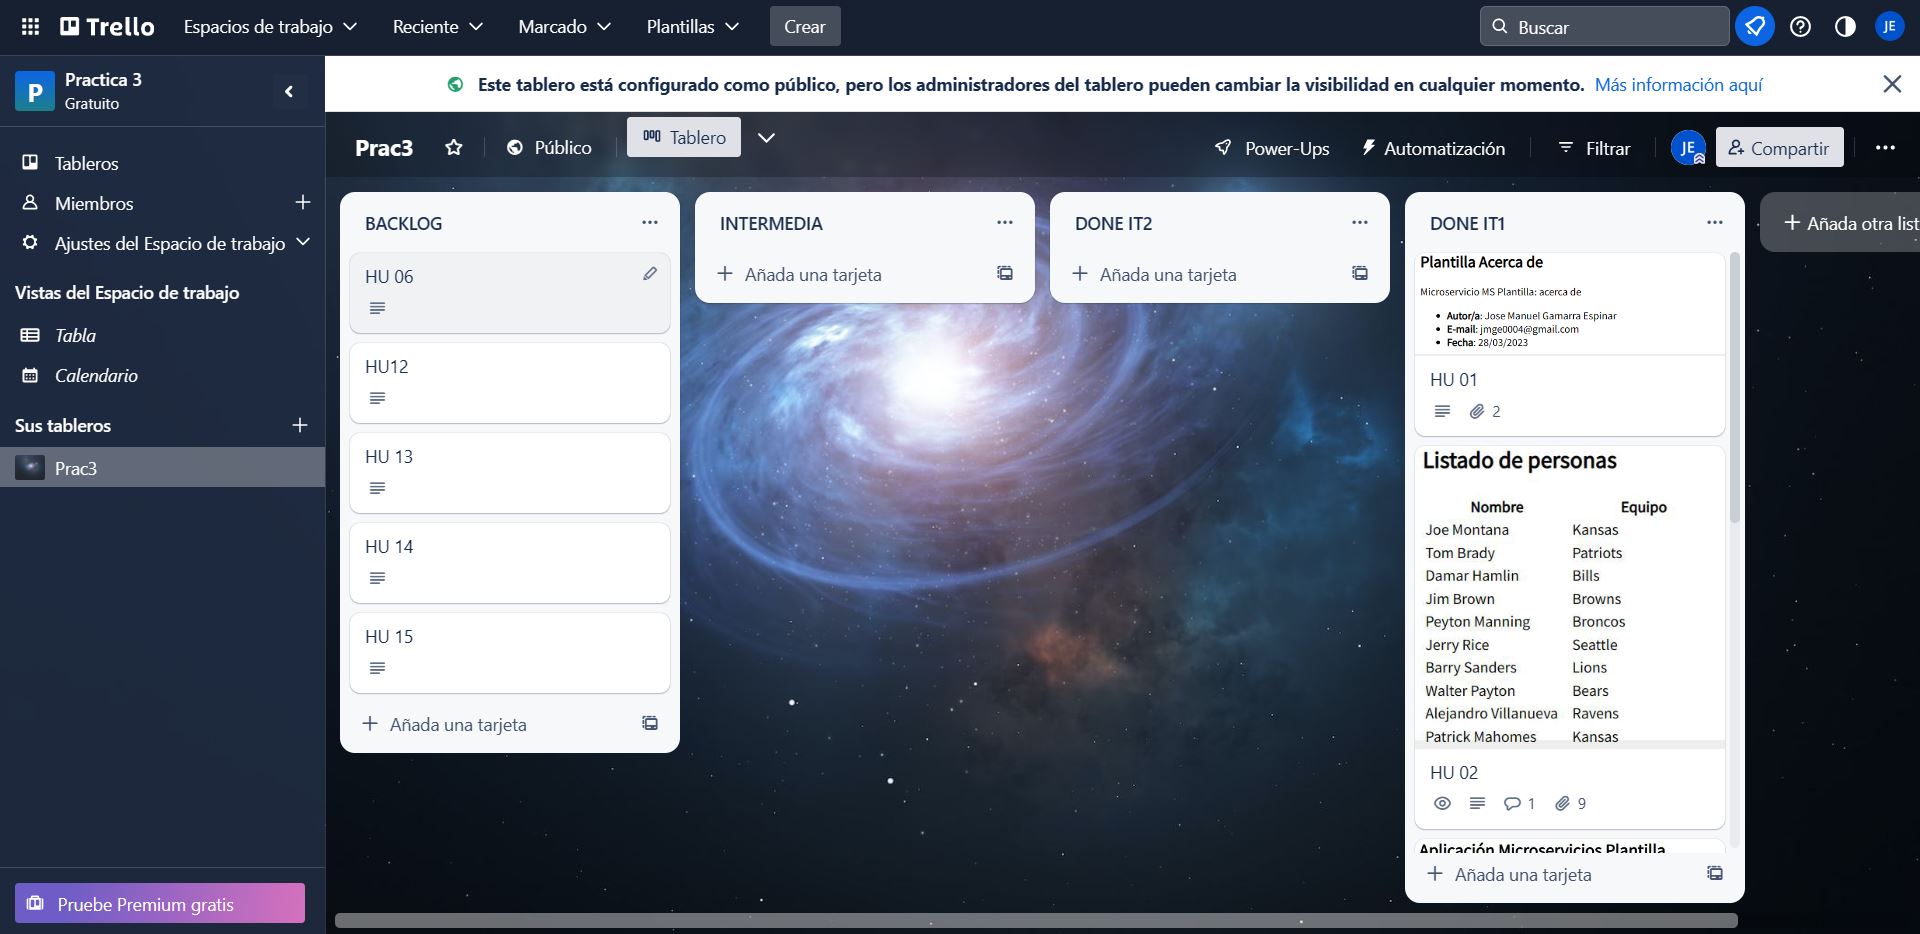 Trello
Espacios de trabajo
Reciente
Marcado
Plantillas
Crear
Buscar
JE
P
Practica 3
Gratuito
Tableros
Miembros
Ajustes del Espacio de trabajo
Vistas del Espacio de trabajo
Tabla
Calendario
Sus tableros
Prac3
Pruebe Premium gratis
Este tablero está configurado como público, pero los administradores del tablero pueden cambiar la visibilidad en cualquier momento. Más información aquí
Prac3
Público
Tablero
Power-Ups
Automatización
Filtrar
JE
Compartir
BACKLOG
HU 06
HU12
HU 13
HU 14
HU 15
Añada una tarjeta
INTERMEDIA
Añada una tarjeta
DONE IT2
Añada una tarjeta
DONE IT1
Plantilla Acerca de
Microservicio MS Plantilla: acerca de
Autor/a: Jose Manuel Gamarra Espinar
E-mail: jmge0004@gmail.com
Fecha: 28/03/2023
HU 01
2
Listado de personas
Nombre Equipo
Joe Montana Kansas
Tom Brady Patriots
Damar Hamlin Bills
Jim Brown Browns
Peyton Manning Broncos
Jerry Rice Seattle
Barry Sanders Lions
Walter Payton Bears
Alejandro Villanueva Ravens
Patrick Mahomes Kansas
HU 02
1 9
Aplicación Microservicios Plantilla
Añada una tarjeta
Añada otra list